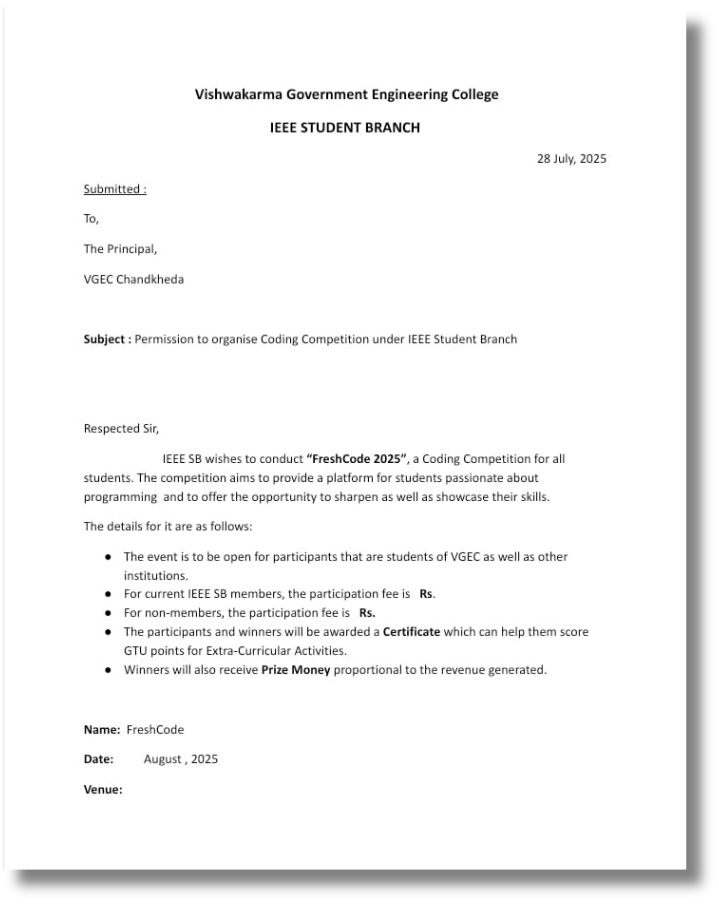 Vishwakarma Government Engineering College
IEEE STUDENT BRANCH
28 July, 2025
Submitted :
To,
The Principal,
VGEC Chandkheda
Subject : Permission to organise Coding Competition under IEEE Student Branch
Respected Sir,
IEEE SB wishes to conduct “FreshCode 2025”, a Coding Competition for all
students. The competition aims to provide a platform for students passionate about
programming  and to offer the opportunity to sharpen as well as showcase their skills.
The details for it are as follows:
● The event is to be open for participants that are students of VGEC as well as other
institutions.
● For current IEEE SB members, the participation fee is   Rs.
● For non-members, the participation fee is   Rs.
● The participants and winners will be awarded a Certificate which can help them score
GTU points for Extra-Curricular Activities.
● Winners will also receive Prize Money proportional to the revenue generated.
Name:  FreshCode
Date:        August , 2025
Venue: